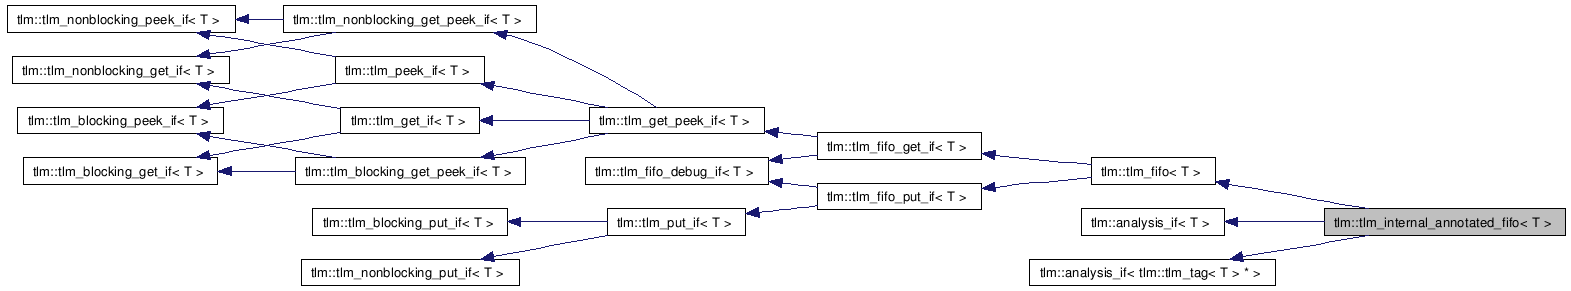 tlm::tlm_nonblocking_peek_if< T >
tlm::tlm_nonblocking_get_peek_if< T >
tlm::tlm_nonblocking_get_if< T >
tlm::tlm_peek_if< T >
tlm::tlm_blocking_peek_if< T >
tlm::tlm_get_if< T >
tlm::tlm_get_peek_if< T >
tlm::tlm_fifo_get_if< T >
tlm::tlm_blocking_get_if< T >
tlm::tlm_blocking_get_peek_if< T >
tlm::tlm_fifo_debug_if< T >
tlm::tlm_fifo< T >
tlm::tlm_fifo_put_if< T >
tlm::tlm_blocking_put_if< T >
tlm::tlm_put_if< T >
tlm::analysis_if< T >
tlm::tlm_internal_annotated_fifo< T >
tlm::tlm_nonblocking_put_if< T >
tlm::analysis_if< tlm::tlm_tag< T > * >